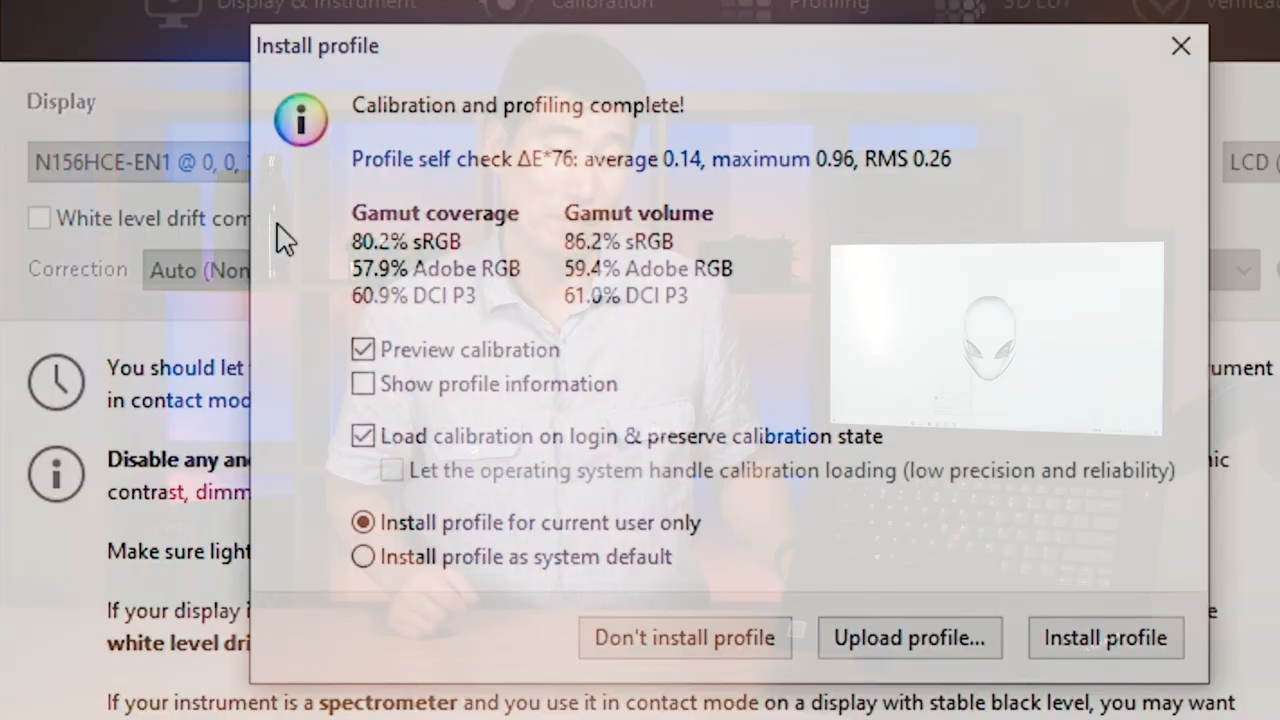 Display & Instrument Calibration Profiling 3D LUT
Install profile
Display
Calibration and profiling complete!
N156HCE-EN1 @ 0, 0,
Profile self check ΔE*76: average 0.14, maximum 0.96, RMS 0.26
LCD (
White level drift com
Gamut coverage Gamut volume
80.2% sRGB 86.2% sRGB
Correction Auto (Non
57.9% Adobe RGB 59.4% Adobe RGB
60.9% DCI P3 61.0% DCI P3
Preview calibration
You should let
Show profile information
in contact mod
Load calibration on login & preserve calibration state
Disable any an
Let the operating system handle calibration loading (low precision and reliability)
contrast, dimm
Install profile for current user only
Make sure light
Install profile as system default
If your display i
white level dri
Don't install profile Upload profile... Install profile
If your instrument is a spectrometer and you use it in contact mode on a display with stable black level, you may want